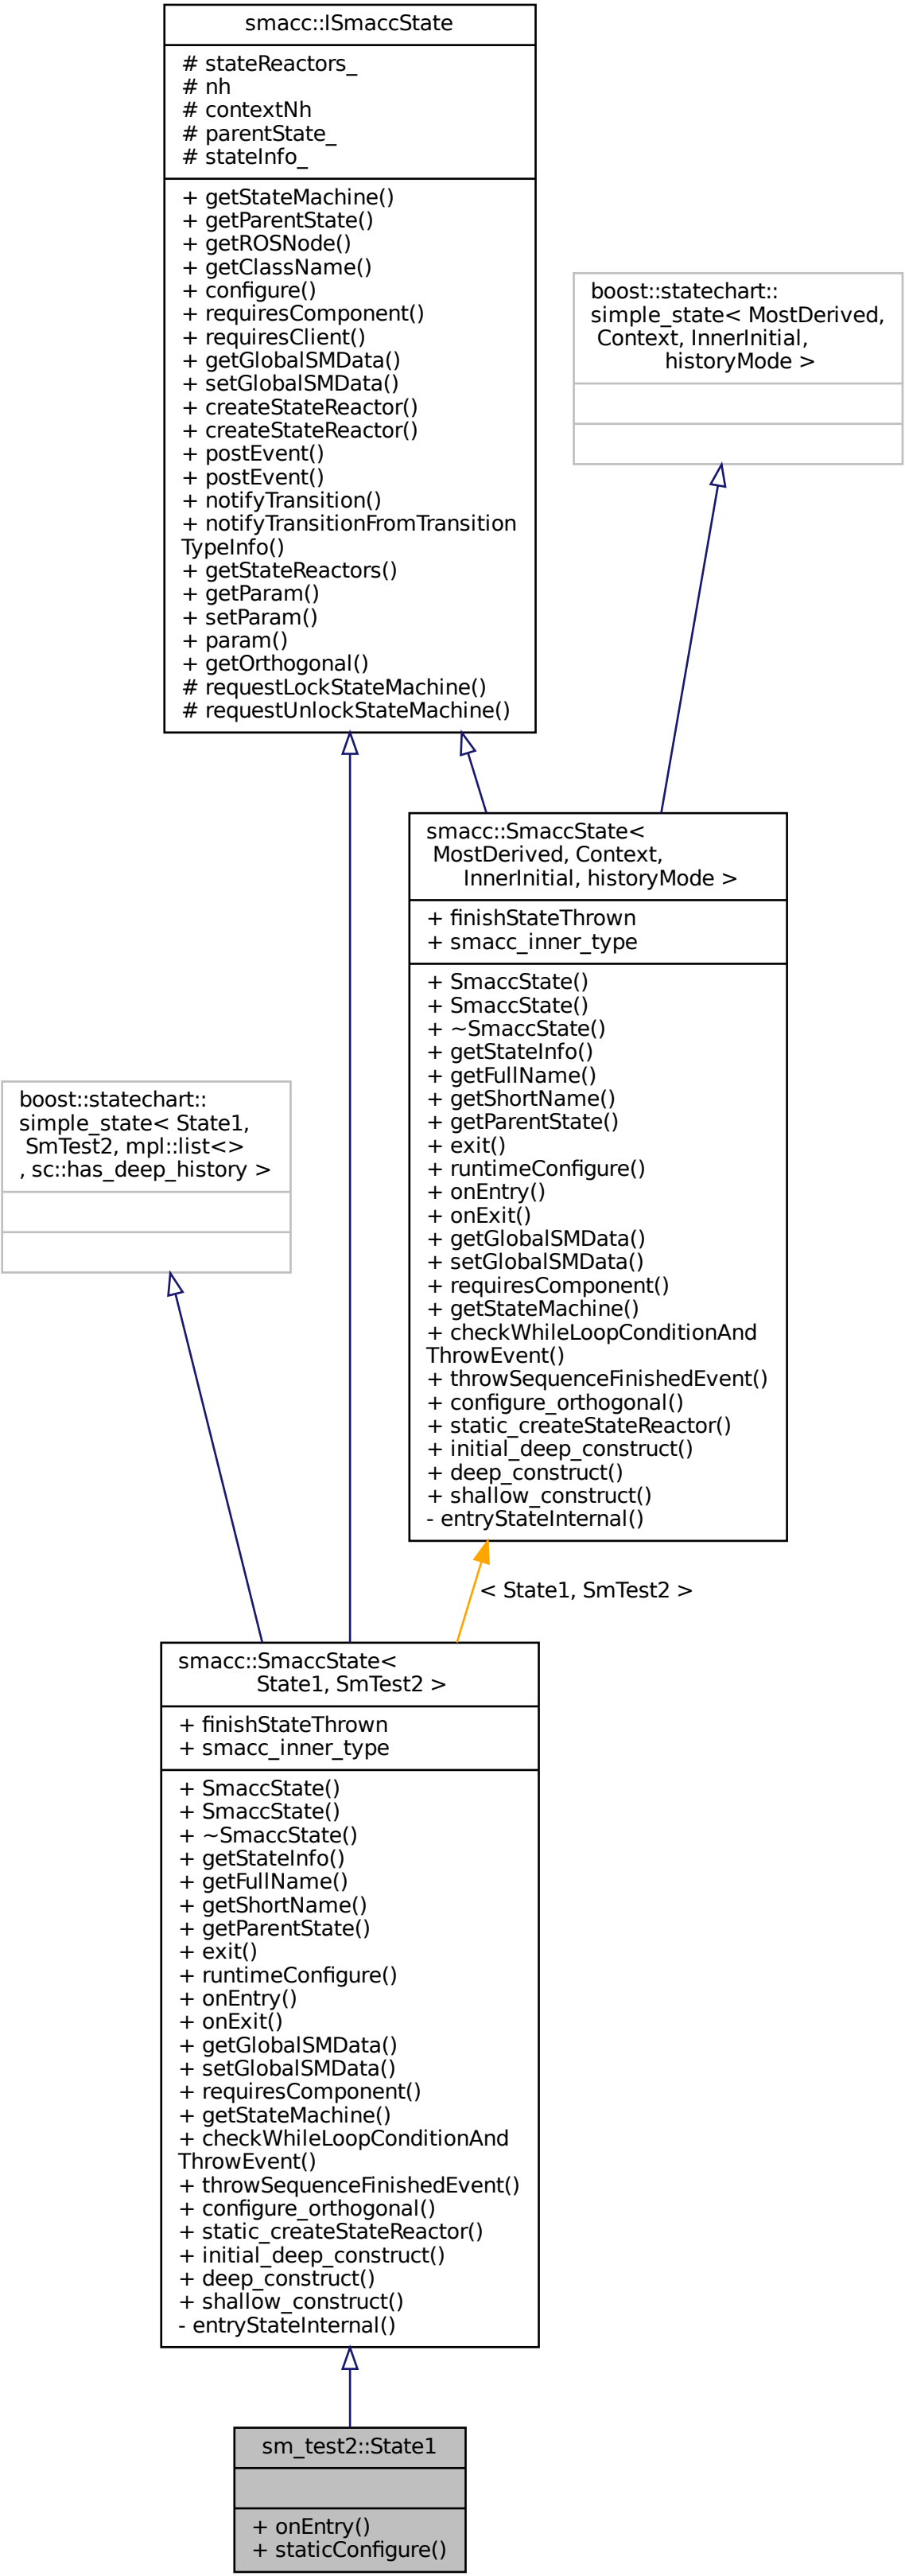 smacc::ISmaccState
# stateReactors_
# nh
# contextNh
# parentState_
# stateInfo_
+ getStateMachine()
+ getParentState()
+ getROSNode()
+ getClassName()
+ configure()
+ requiresComponent()
+ requiresClient()
+ getGlobalSMData()
+ setGlobalSMData()
+ createStateReactor()
+ createStateReactor()
+ postEvent()
+ postEvent()
+ notifyTransition()
+ notifyTransitionFromTransition
TypeInfo()
+ getStateReactors()
+ getParam()
+ setParam()
+ param()
+ getOrthogonal()
# requestLockStateMachine()
# requestUnlockStateMachine()
boost::statechart::
simple_state< MostDerived,
Context, InnerInitial,
historyMode >
smacc::SmaccState<
MostDerived, Context,
InnerInitial, historyMode >
+ finishStateThrown
+ smacc_inner_type
+ SmaccState()
+ SmaccState()
+ ~SmaccState()
+ getStateInfo()
+ getFullName()
+ getShortName()
+ getParentState()
+ exit()
+ runtimeConfigure()
+ onEntry()
+ onExit()
+ getGlobalSMData()
+ setGlobalSMData()
+ requiresComponent()
+ getStateMachine()
+ checkWhileLoopConditionAnd
ThrowEvent()
+ throwSequenceFinishedEvent()
+ configure_orthogonal()
+ static_createStateReactor()
+ initial_deep_construct()
+ deep_construct()
+ shallow_construct()
- entryStateInternal()
boost::statechart::
simple_state< State1,
SmTest2, mpl::list<>
, sc::has_deep_history >
< State1, SmTest2 >
smacc::SmaccState<
State1, SmTest2 >
+ finishStateThrown
+ smacc_inner_type
+ SmaccState()
+ SmaccState()
+ ~SmaccState()
+ getStateInfo()
+ getFullName()
+ getShortName()
+ getParentState()
+ exit()
+ runtimeConfigure()
+ onEntry()
+ onExit()
+ getGlobalSMData()
+ setGlobalSMData()
+ requiresComponent()
+ getStateMachine()
+ checkWhileLoopConditionAnd
ThrowEvent()
+ throwSequenceFinishedEvent()
+ configure_orthogonal()
+ static_createStateReactor()
+ initial_deep_construct()
+ deep_construct()
+ shallow_construct()
- entryStateInternal()
sm_test2::State1
+ onEntry()
+ staticConfigure()